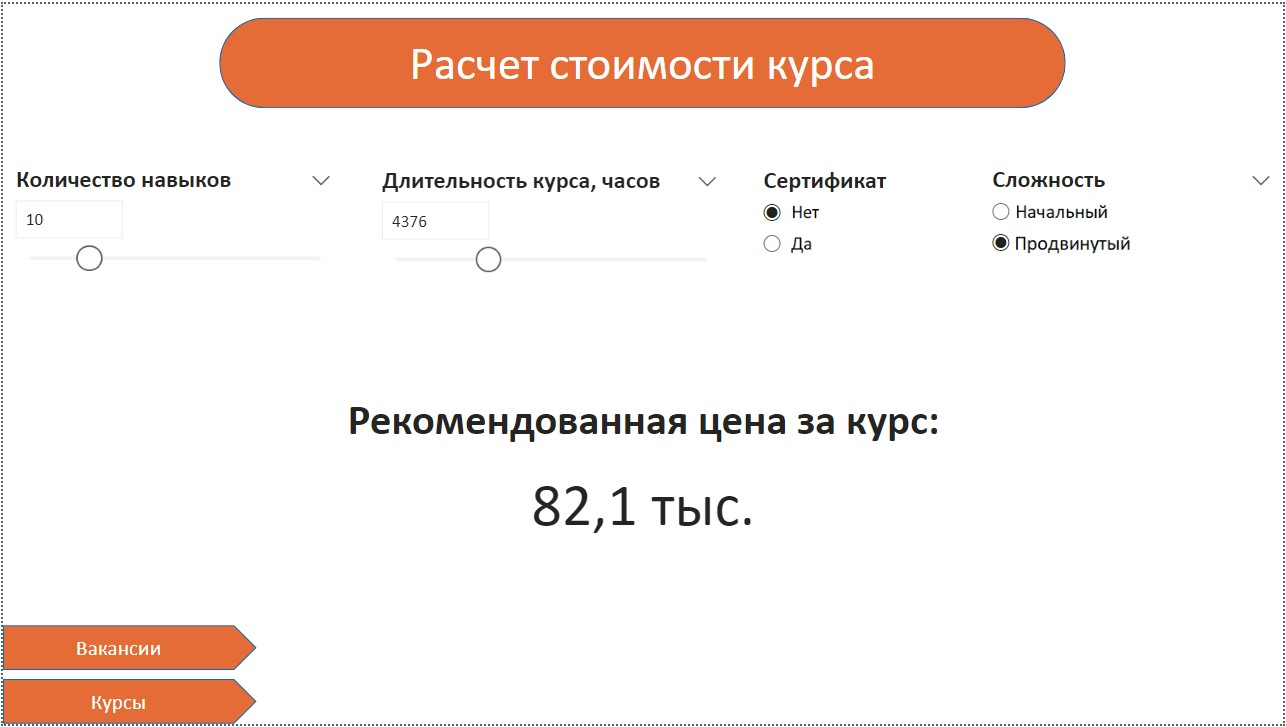 Расчет стоимости курса
Количество навыков
10
Длительность курса, часов
4376
Сертификат
Нет
Да
Сложность
Начальный
Продвинутый
Рекомендованная цена за курс:
82,1 тыс.
Вакансии
Курсы